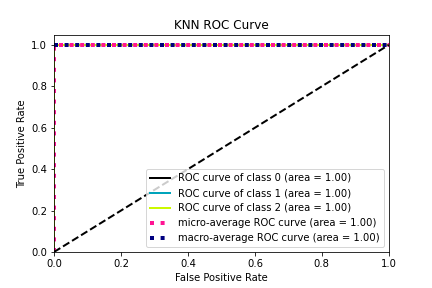 KNN ROC Curve
True Positive Rate
1.0
0.8
0.6
0.4
0.2
0.0
ROC curve of class 0 (area = 1.00)
ROC curve of class 1 (area = 1.00)
ROC curve of class 2 (area = 1.00)
micro-average ROC curve (area = 1.00)
macro-average ROC curve (area = 1.00)
0.0 0.2 0.4 0.6 0.8 1.0
False Positive Rate